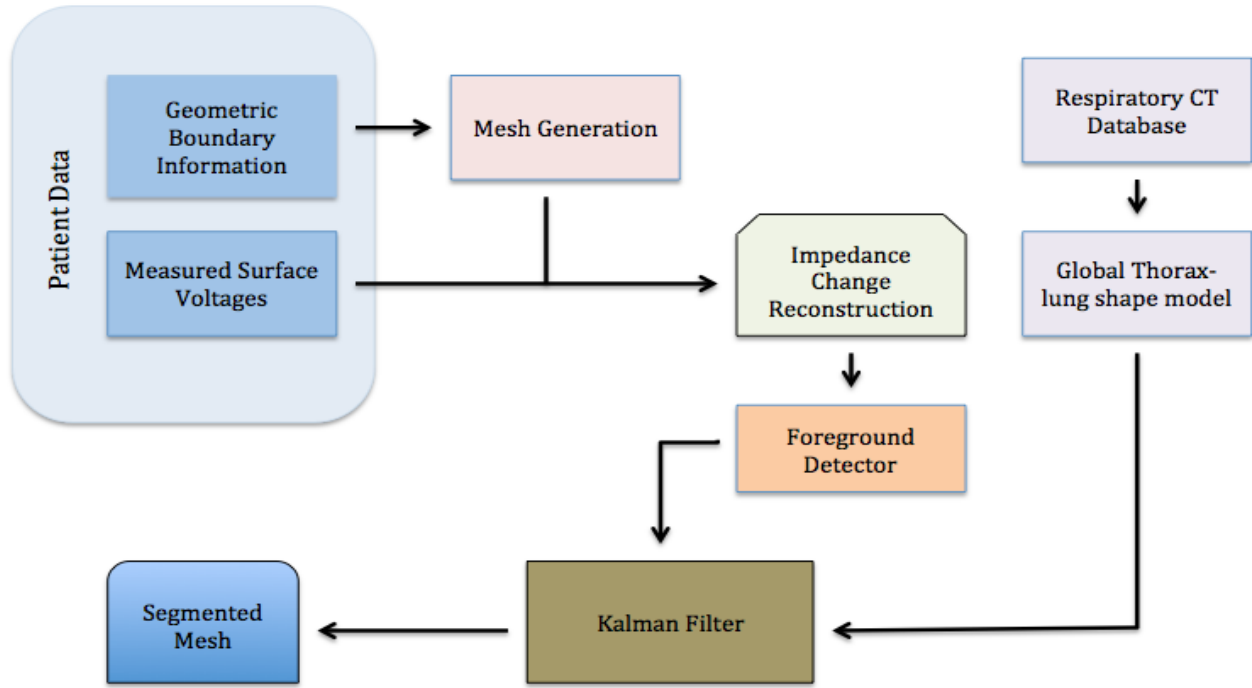 Patient Data
Geometric
Boundary
Information
Measured Surface
Voltages
Mesh Generation
Impedance
Change
Reconstruction
Foreground
Detector
Respiratory CT
Database
Global Thorax-
lung shape model
Kalman Filter
Segmented
Mesh